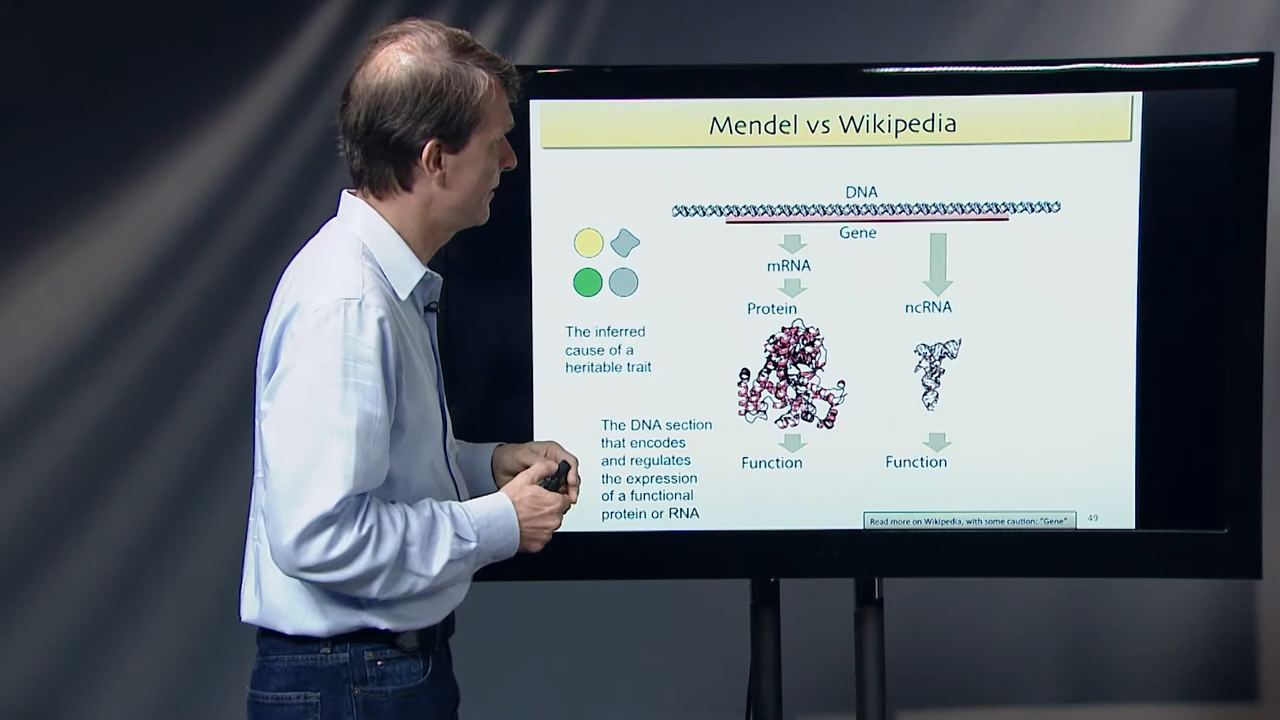 Mendel vs Wikipedia
DNA
Gene
mRNA
Protein
ncRNA
The inferred
cause of a
heritable trait
The DNA section
that encodes
and regulates
the expression
of a functional
protein or RNA
Function
Function
Read more on Wikipedia, with some caution: "Gene"
49